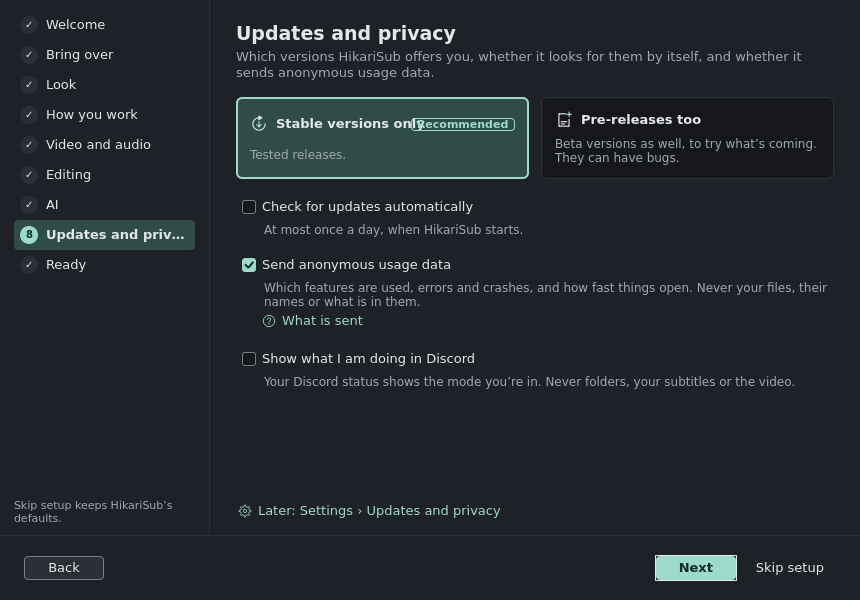 Welcome
Bring over
Look
How you work
Video and audio
Editing
AI
8 Updates and priv...
Ready
Skip setup keeps HikariSub’s
defaults.
Updates and privacy
Which versions HikariSub offers you, whether it looks for them by itself, and whether it
sends anonymous usage data.
Stable versions only
Recommended
Tested releases.
Pre-releases too
Beta versions as well, to try what’s coming.
They can have bugs.
Check for updates automatically
At most once a day, when HikariSub starts.
Send anonymous usage data
Which features are used, errors and crashes, and how fast things open. Never your files, their
names or what is in them.
What is sent
Show what I am doing in Discord
Your Discord status shows the mode you’re in. Never folders, your subtitles or the video.
Later: Settings › Updates and privacy
Back
Next
Skip setup